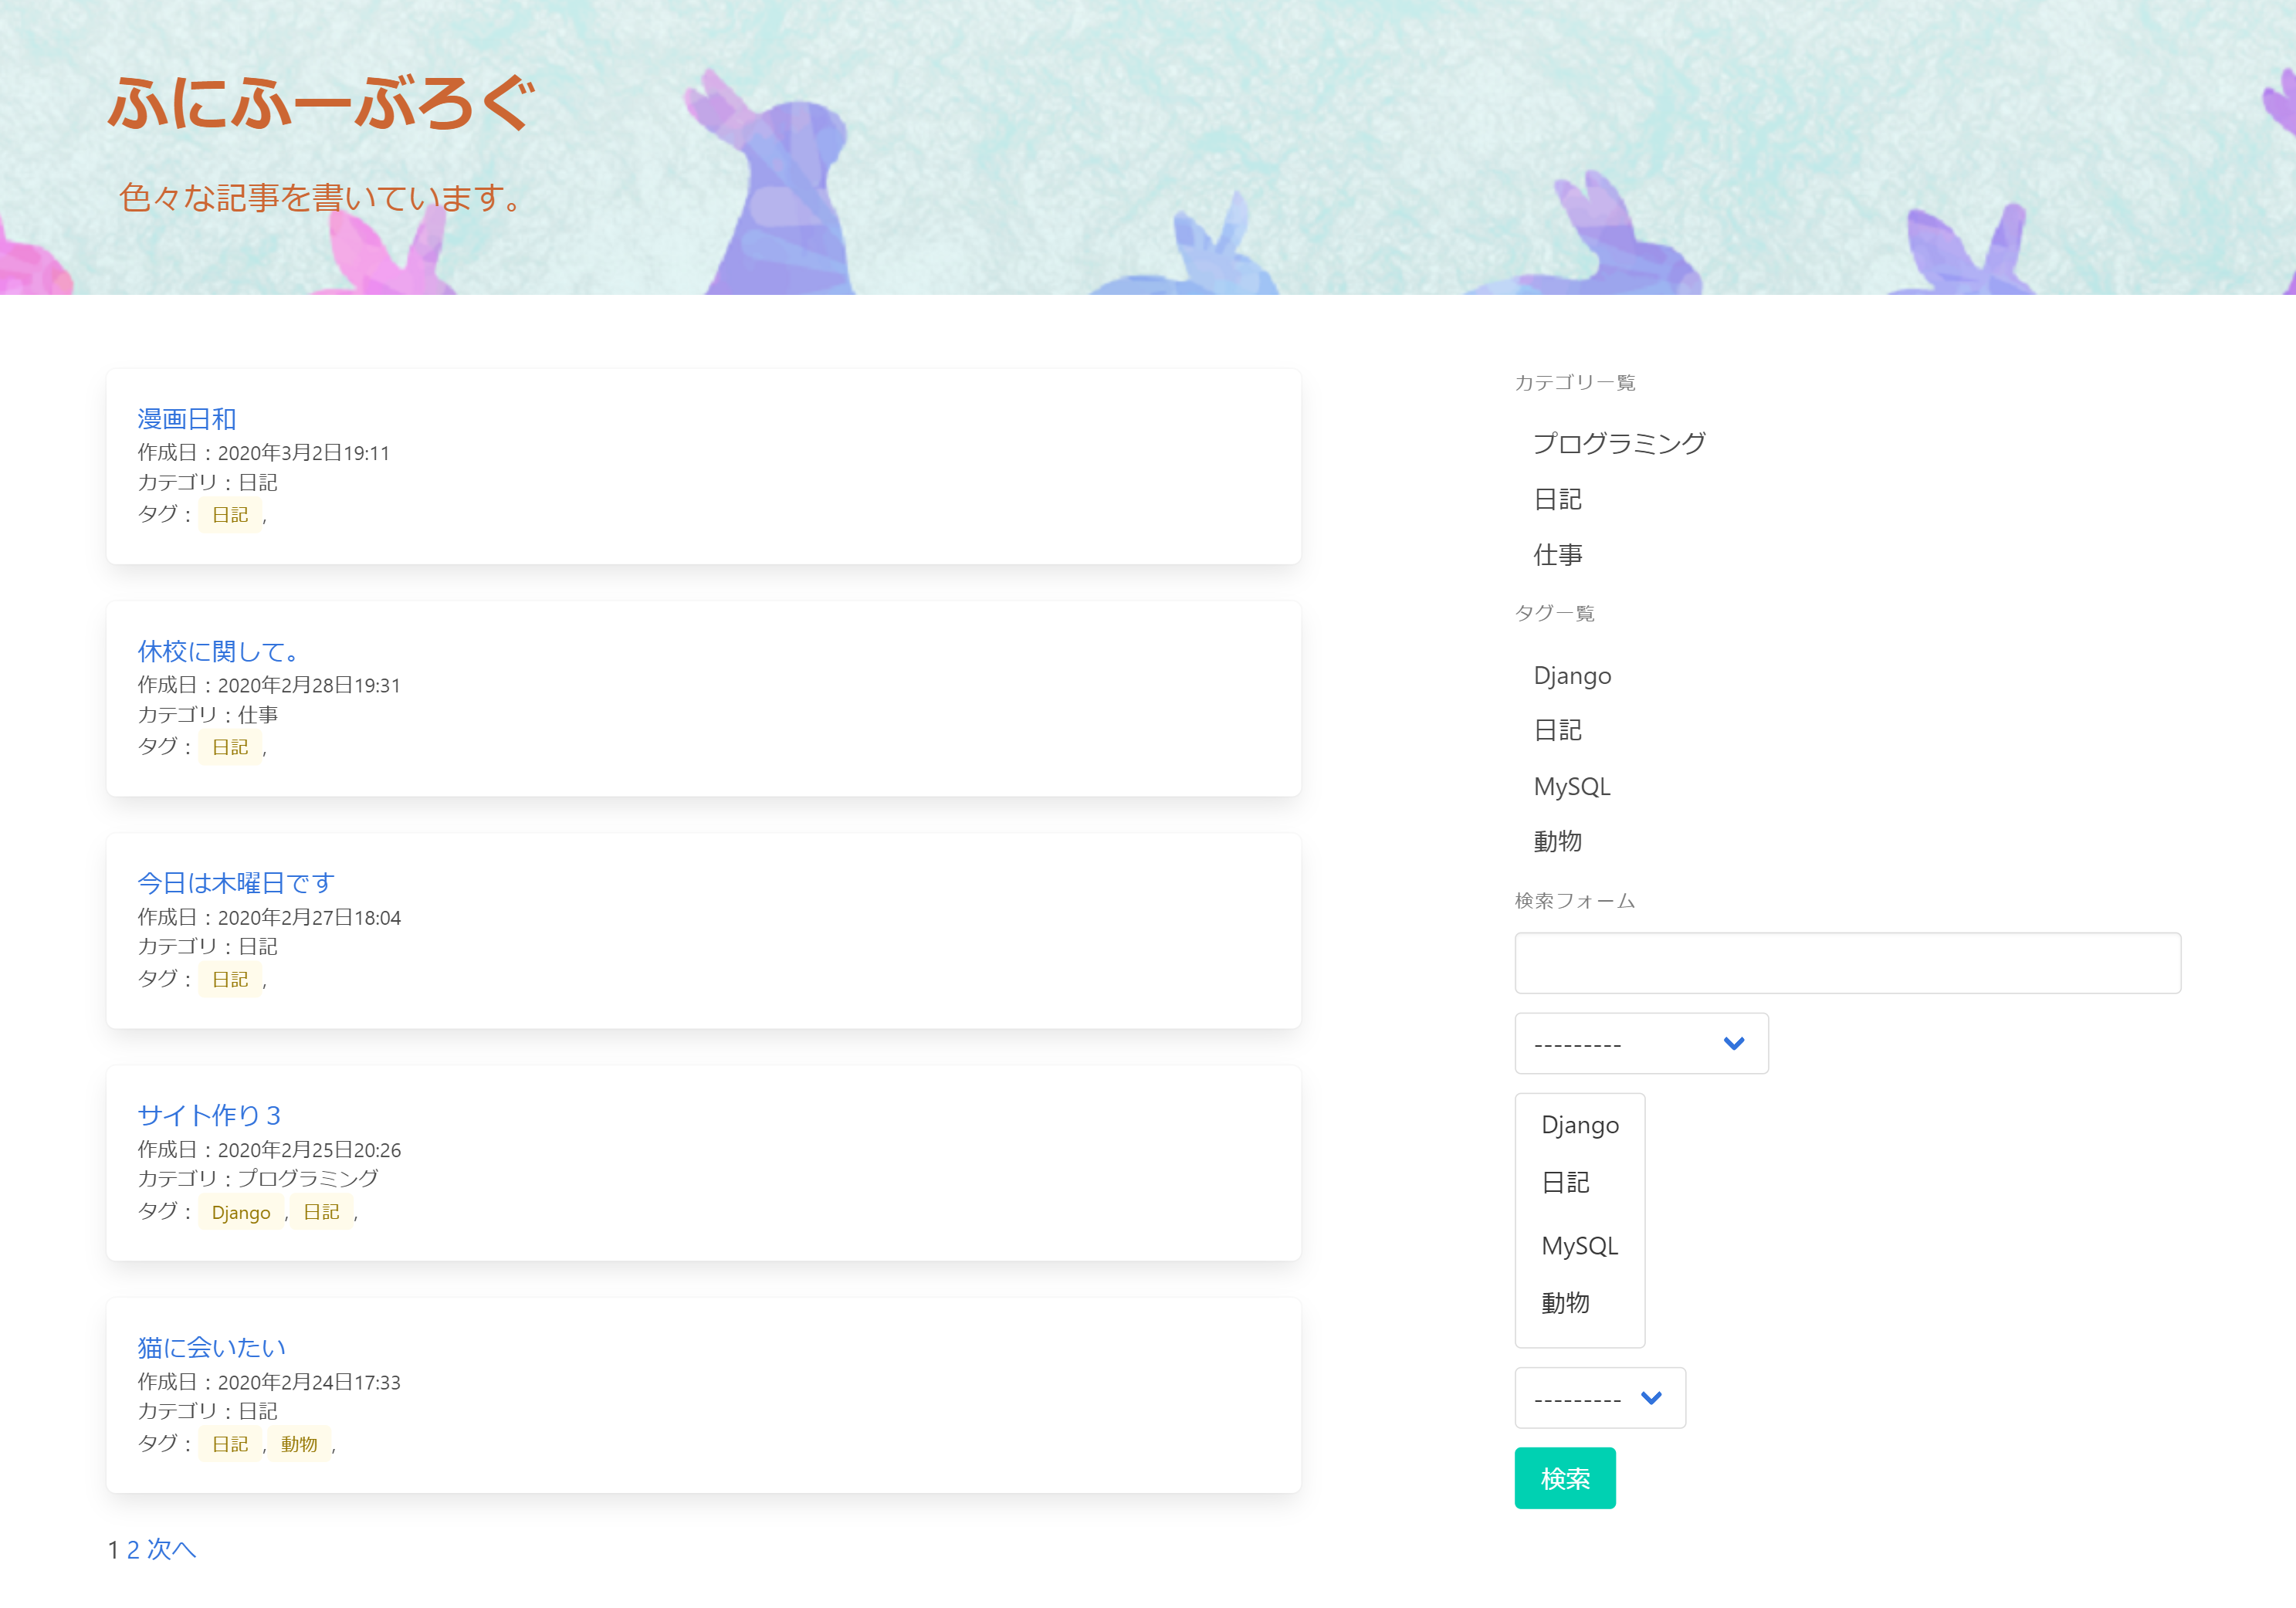 ふにふーぶろぐ
色々な記事を書いています。
漫画日和
作成日：2020年3月2日19:11
カテゴリ：日記
タグ： 日記 ,
休校に関して。
作成日：2020年2月28日19:31
カテゴリ：仕事
タグ： 日記 ,
今日は木曜日です
作成日：2020年2月27日18:04
カテゴリ：日記
タグ： 日記 ,
サイト作り３
作成日：2020年2月25日20:26
カテゴリ：プログラミング
タグ： Django , 日記 ,
猫に会いたい
作成日：2020年2月24日17:33
カテゴリ：日記
タグ： 日記 , 動物 ,
1 2 次へ
カテゴリ一覧
プログラミング
日記
仕事
タグ一覧
Django
日記
MySQL
動物
検索フォーム
---------
Django
日記
MySQL
動物
---------
検索